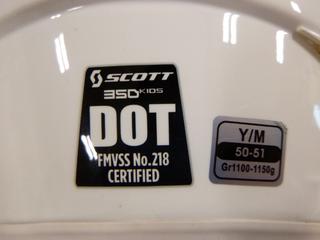 SCOTT
350 KIDS
DOT
FMVSS No.218
CERTIFIED
Y/M
50-51
Gr1100-1150g